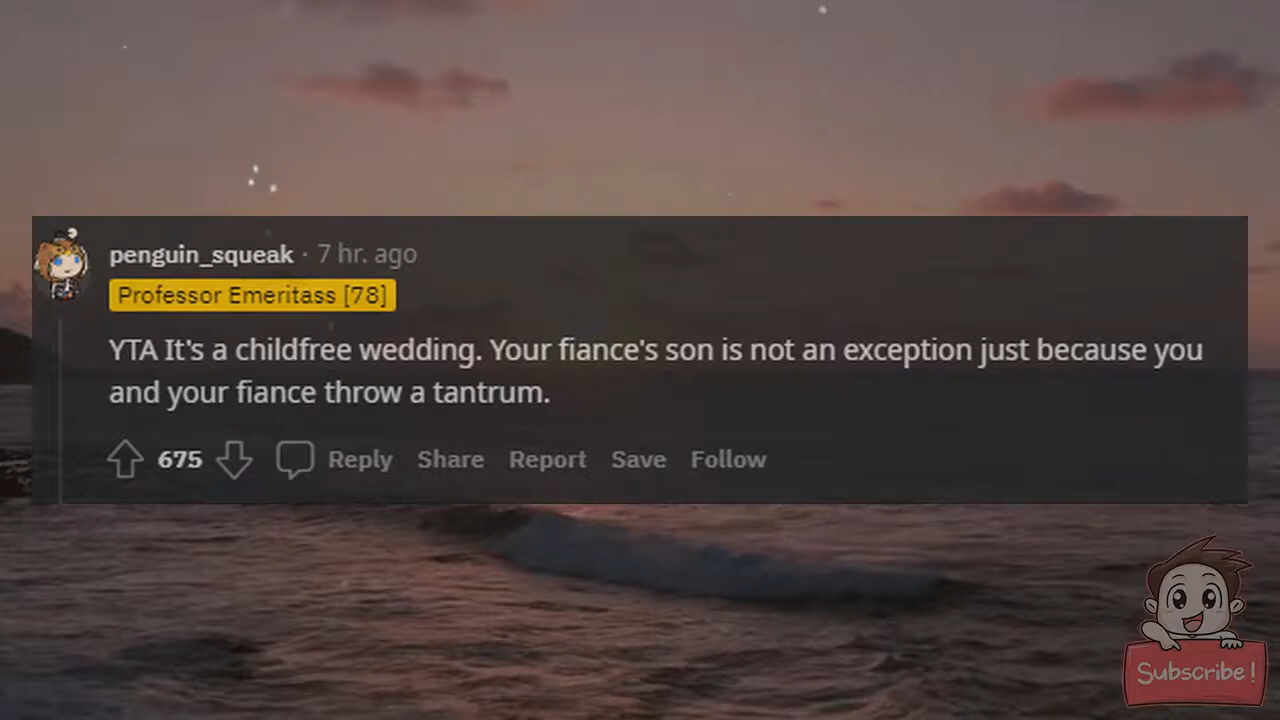 penguin_squeak · 7 hr. ago
Professor Emeritass [78]
YTA It's a childfree wedding. Your fiance's son is not an exception just because you
and your fiance throw a tantrum.
675 Reply Share Report Save Follow
Subscribe!